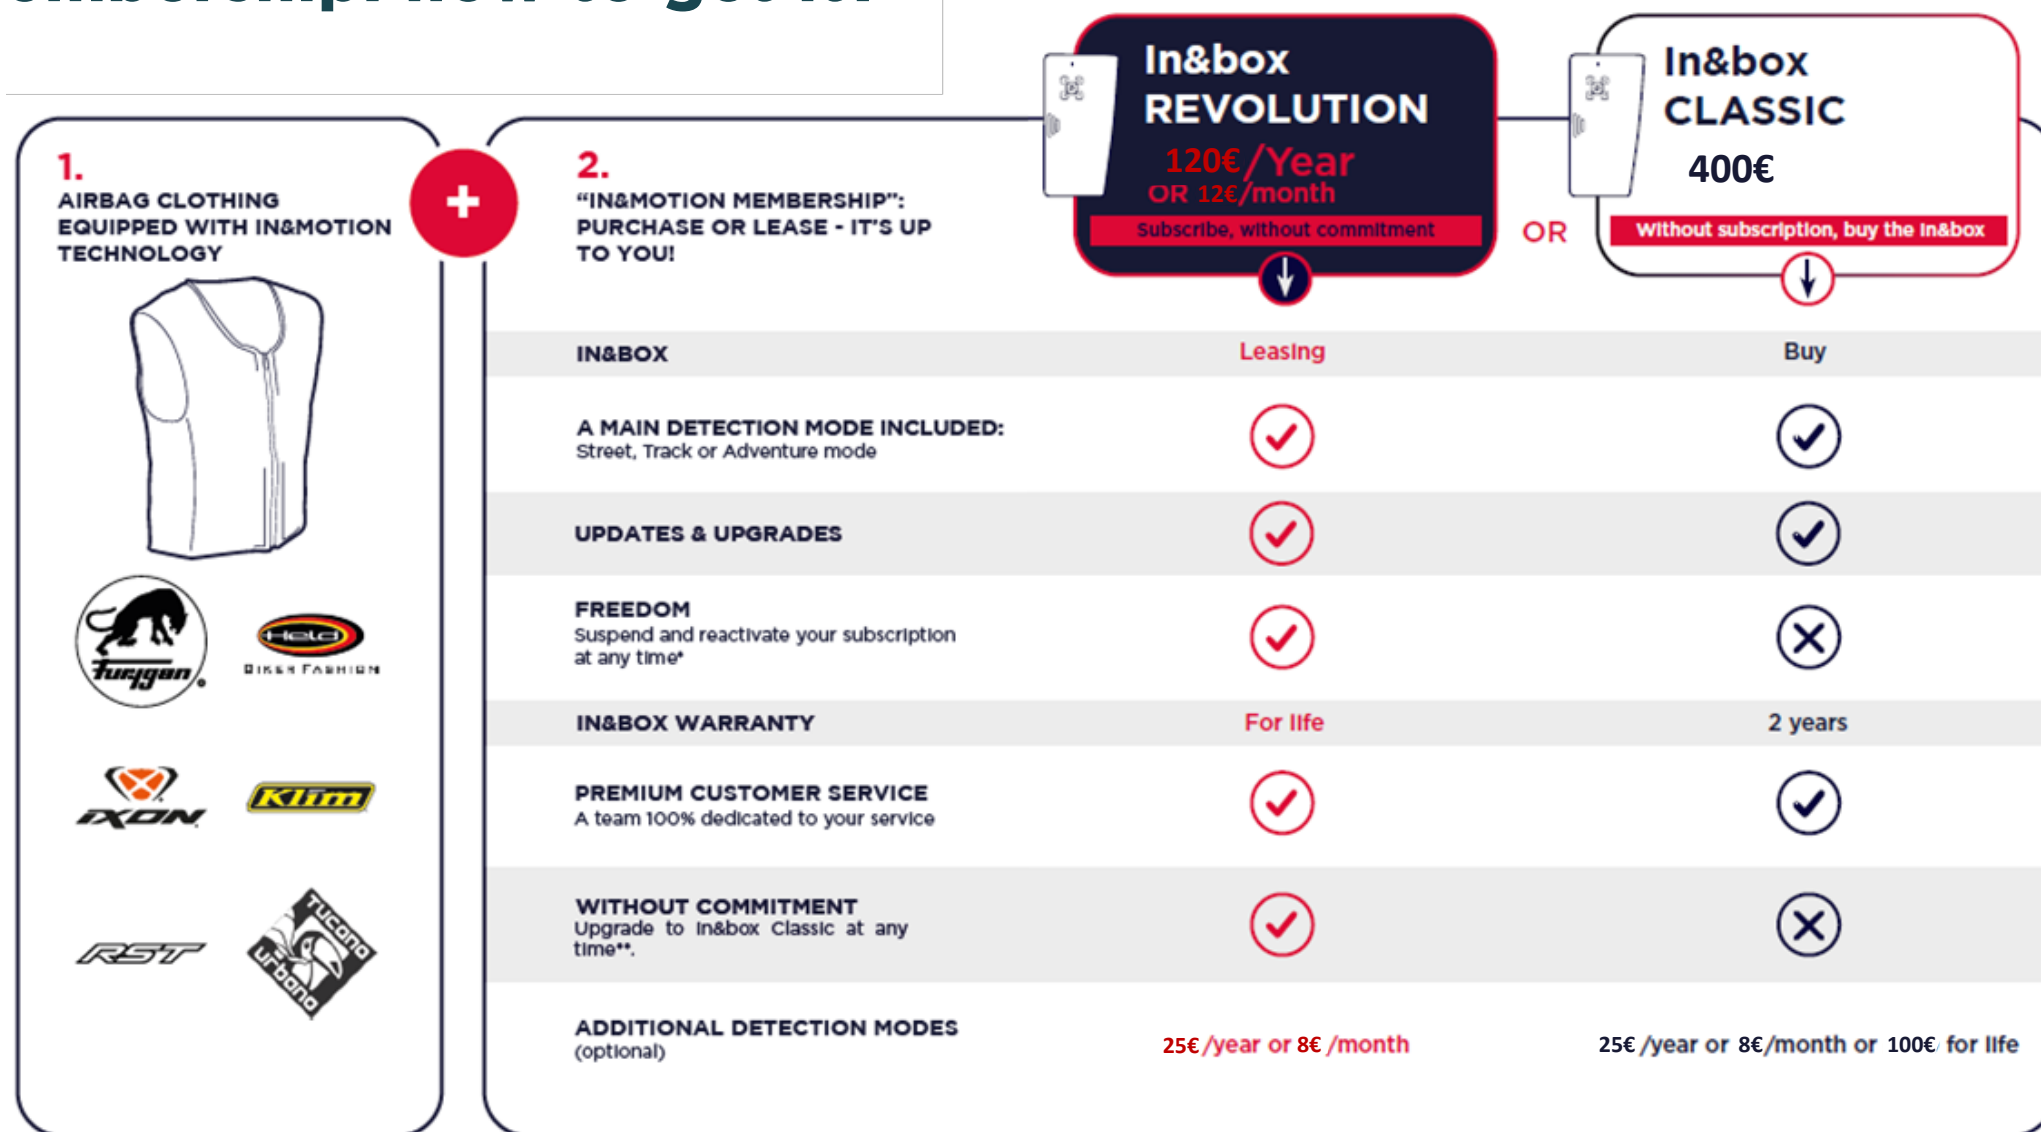 1.
AIRBAG CLOTHING
EQUIPPED WITH IN&MOTION
TECHNOLOGY
+
Furygan
Held
BIKER FASHION
IXON
Klim
RST
TUCANO
URBANO
2.
“IN&MOTION MEMBERSHIP”:
PURCHASE OR LEASE - IT'S UP
TO YOU!
In&box
REVOLUTION
120€/Year
OR 12€/month
Subscribe, without commitment
OR
In&box
CLASSIC
400€
Without subscription, buy the In&box
IN&BOX Leasing Buy
A MAIN DETECTION MODE INCLUDED:
Street, Track or Adventure mode
UPDATES & UPGRADES
FREEDOM
Suspend and reactivate your subscription
at any time*
IN&BOX WARRANTY For life 2 years
PREMIUM CUSTOMER SERVICE
A team 100% dedicated to your service
WITHOUT COMMITMENT
Upgrade to In&box Classic at any
time**.
ADDITIONAL DETECTION MODES
(optional)
25€/year or 8€/month
25€/year or 8€/month or 100€ for life